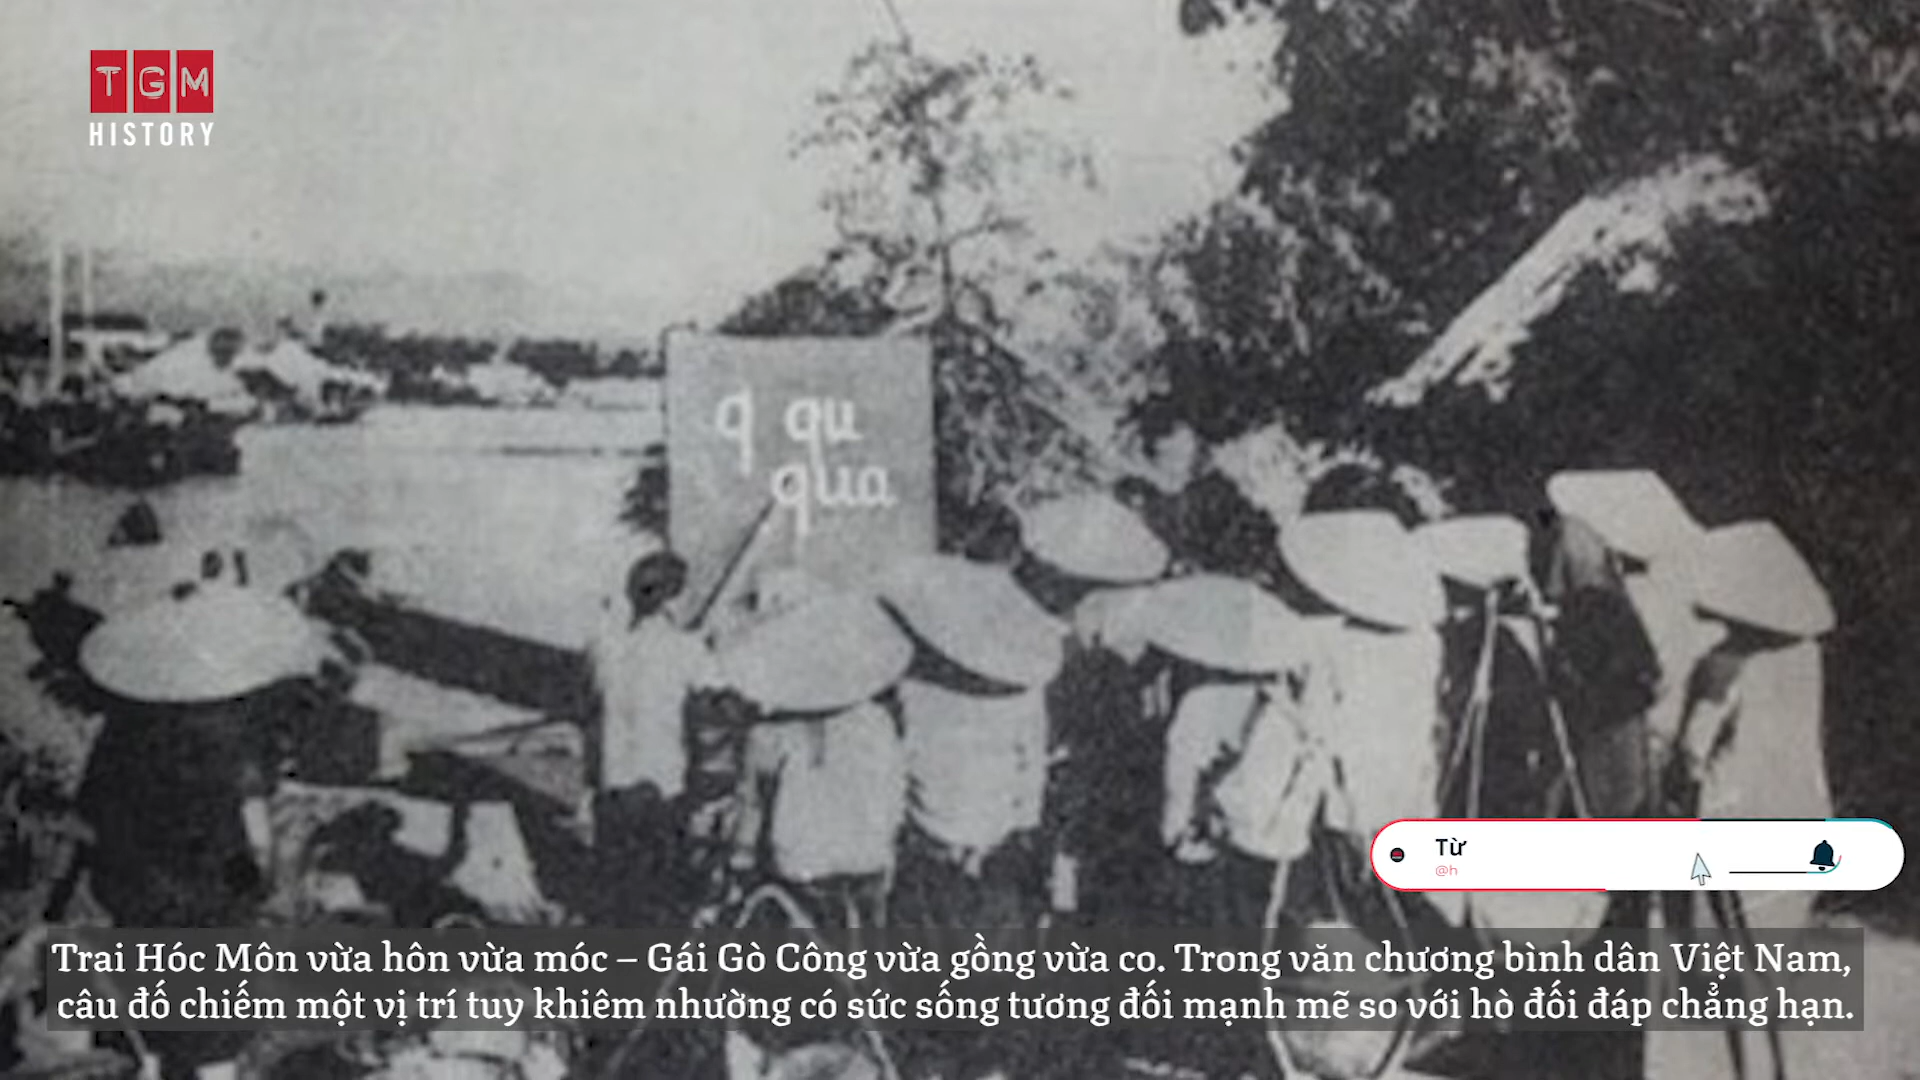 TGM
HISTORY
q qu
qua
Từ
@h
Trai Hóc Môn vừa hôn vừa móc – Gái Gò Công vừa gồng vừa co. Trong văn chương bình dân Việt Nam,
câu đố chiếm một vị trí tuy khiêm nhường có sức sống tương đối mạnh mẽ so với hò đối đáp chẳng hạn.